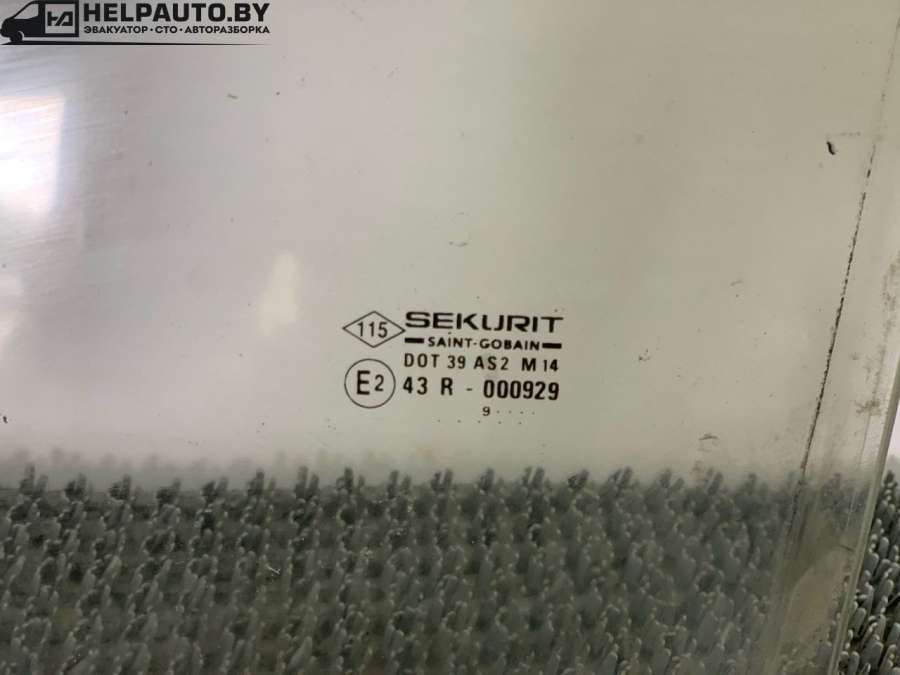 HELPAUTO.BY
ЭВАКУАТОР • СТО • АВТОРАЗБОРКА
115 SEKURIT
SAINT-GOBAIN
DOT 39 AS2 M14
E2 43 R - 000929
. . . 9 . . . .